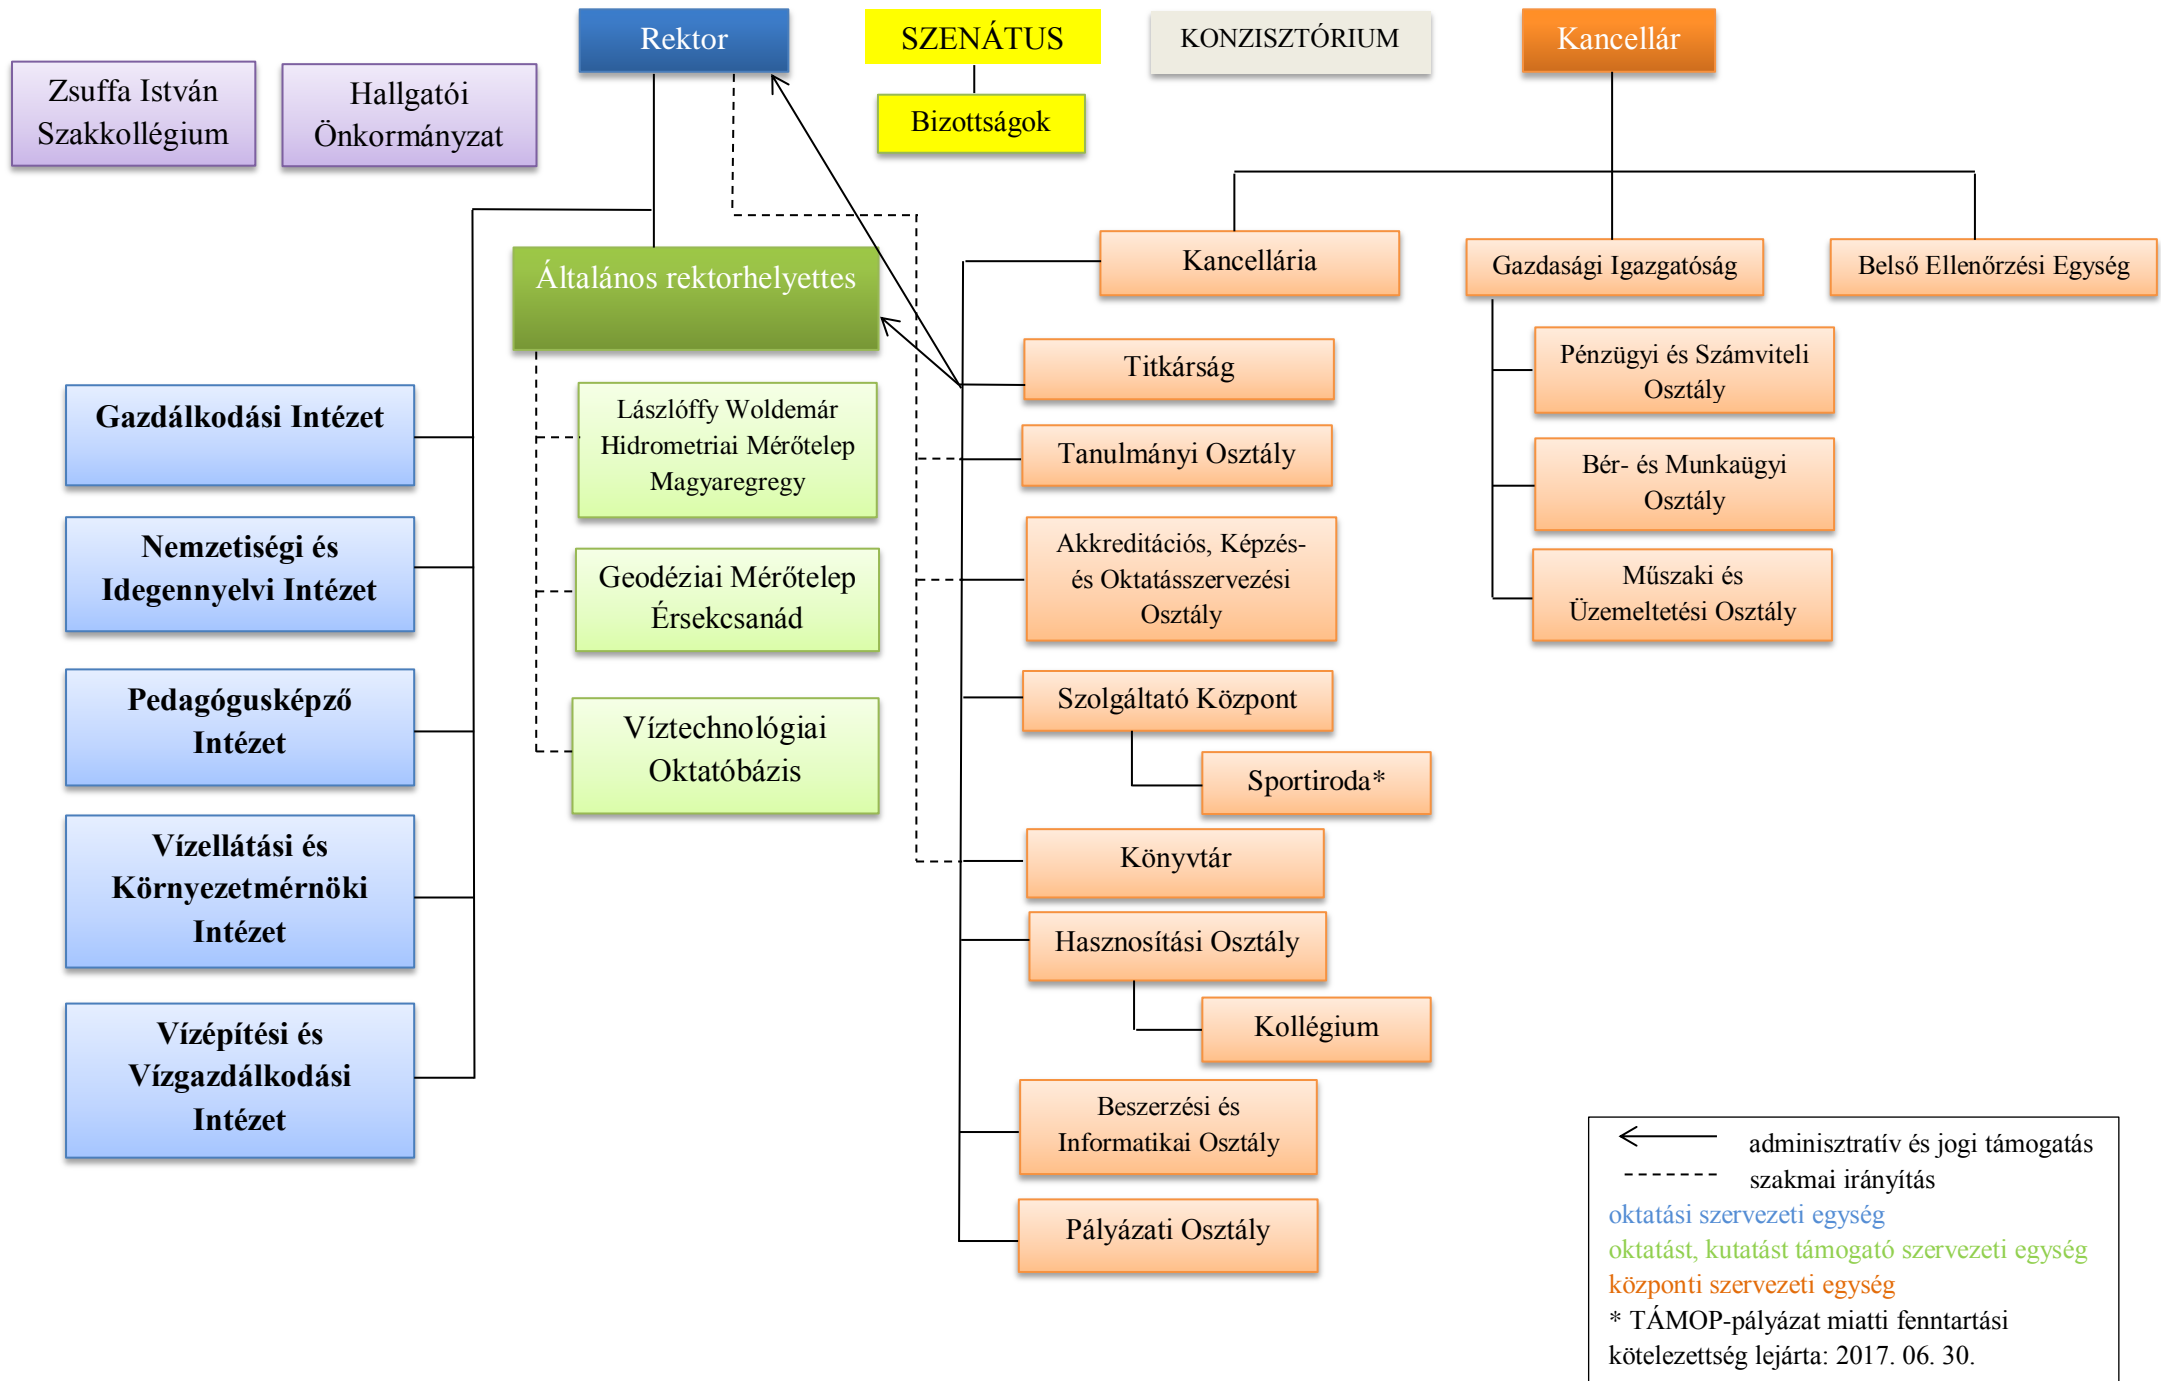 Rektor
SZENÁTUS
KONZISZTÓRIUM
Kancellár
Zsuffa István
Szakkollégium
Hallgatói
Önkormányzat
Bizottságok
Általános rektorhelyettes
Kancellária
Gazdasági Igazgatóság
Belső Ellenőrzési Egység
Gazdálkodási Intézet
Nemzetiségi és
Idegennyelvi Intézet
Pedagógusképző
Intézet
Vízellátási és
Környezetmérnöki
Intézet
Vízépítési és
Vízgazdálkodási
Intézet
Lászlóffy Woldemár
Hidrometriai Mérőtelep
Magyaregregy
Geodéziai Mérőtelep
Érsekcsanád
Víztechnológiai
Oktatóbázis
Titkárság
Tanulmányi Osztály
Akkreditációs, Képzés-
és Oktatásszervezési
Osztály
Szolgáltató Központ
Sportiroda*
Könyvtár
Hasznosítási Osztály
Kollégium
Beszerzési és
Informatikai Osztály
Pályázati Osztály
Pénzügyi és Számviteli
Osztály
Bér- és Munkaügyi
Osztály
Műszaki és
Üzemeltetési Osztály
adminisztratív és jogi támogatás
szakmai irányítás
oktatási szervezeti egység
oktatást, kutatást támogató szervezeti egység
központi szervezeti egység
* TÁMOP-pályázat miatti fenntartási
kötelezettség lejárta: 2017. 06. 30.